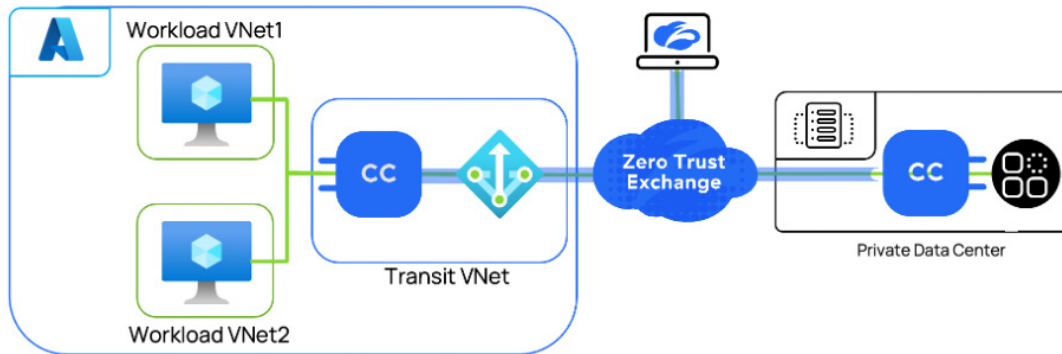 Workload VNet1
CC
Transit VNet
Workload VNet2
Zero Trust
Exchange
CC
Private Data Center